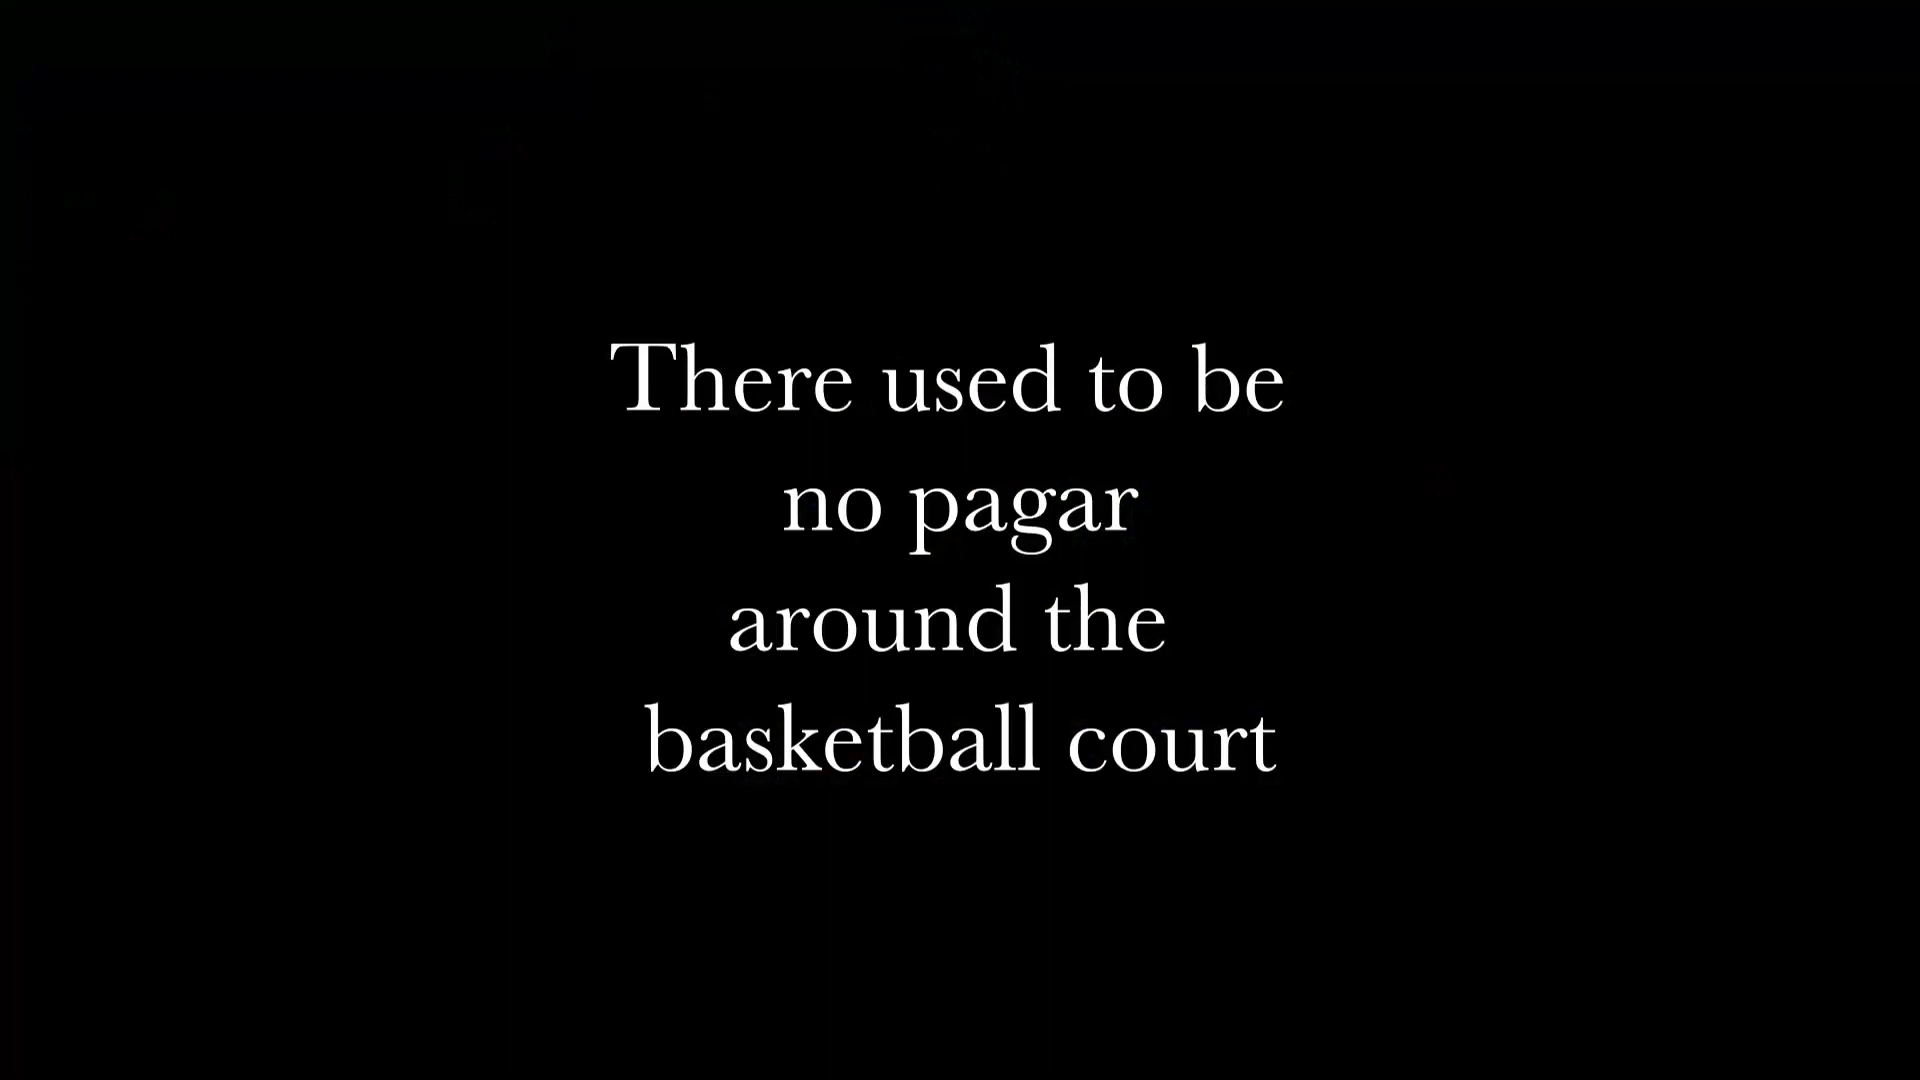 There used to be
no pagar
around the
basketball court